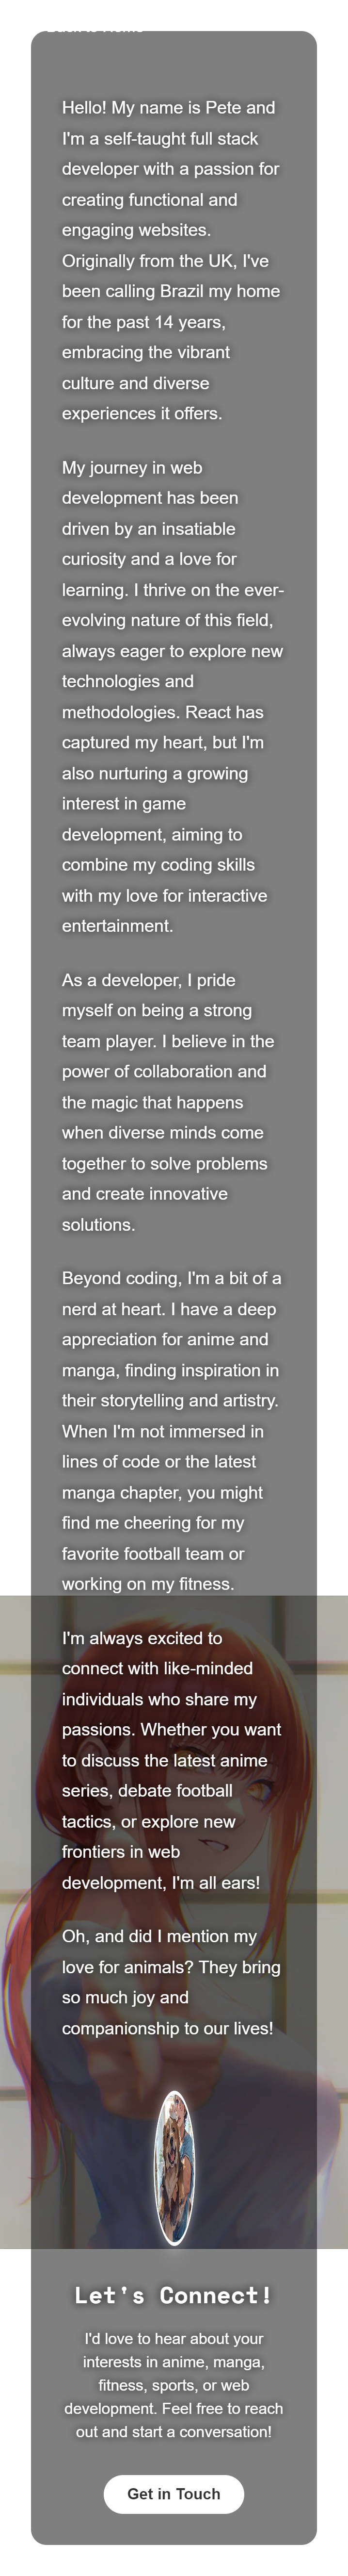 Back to Home
Hello! My name is Pete and
I'm a self-taught full stack
developer with a passion for
creating functional and
engaging websites.
Originally from the UK, I've
been calling Brazil my home
for the past 14 years,
embracing the vibrant
culture and diverse
experiences it offers.
My journey in web
development has been
driven by an insatiable
curiosity and a love for
learning. I thrive on the ever-
evolving nature of this field,
always eager to explore new
technologies and
methodologies. React has
captured my heart, but I'm
also nurturing a growing
interest in game
development, aiming to
combine my coding skills
with my love for interactive
entertainment.
As a developer, I pride
myself on being a strong
team player. I believe in the
power of collaboration and
the magic that happens
when diverse minds come
together to solve problems
and create innovative
solutions.
Beyond coding, I'm a bit of a
nerd at heart. I have a deep
appreciation for anime and
manga, finding inspiration in
their storytelling and artistry.
When I'm not immersed in
lines of code or the latest
manga chapter, you might
find me cheering for my
favorite football team or
working on my fitness.
I'm always excited to
connect with like-minded
individuals who share my
passions. Whether you want
to discuss the latest anime
series, debate football
tactics, or explore new
frontiers in web
development, I'm all ears!
Oh, and did I mention my
love for animals? They bring
so much joy and
companionship to our lives!
Let's Connect!
I'd love to hear about your
interests in anime, manga,
fitness, sports, or web
development. Feel free to reach
out and start a conversation!
Get in Touch